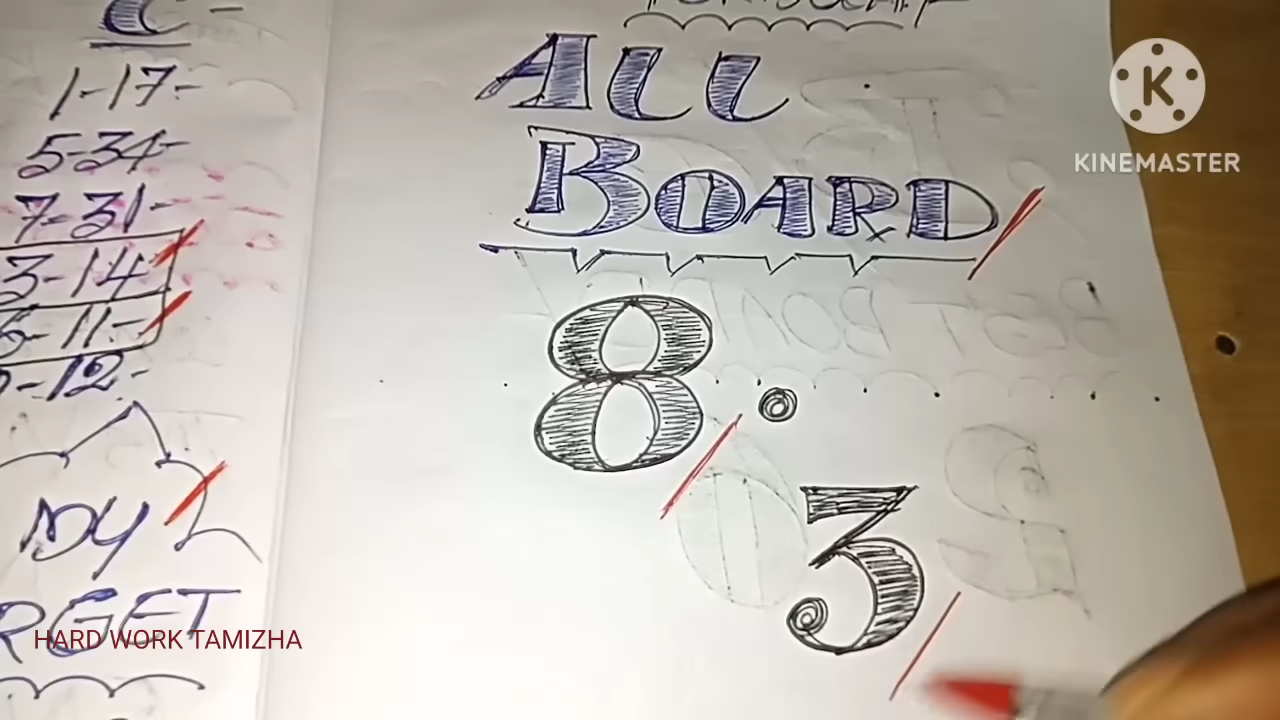 C-
1-17-
5-34-
7-31-
3-14-
6-11-
-12-
RGET
HARD WORK TAMIZHA
ALL
BOARD
8.
3
KINEMASTER